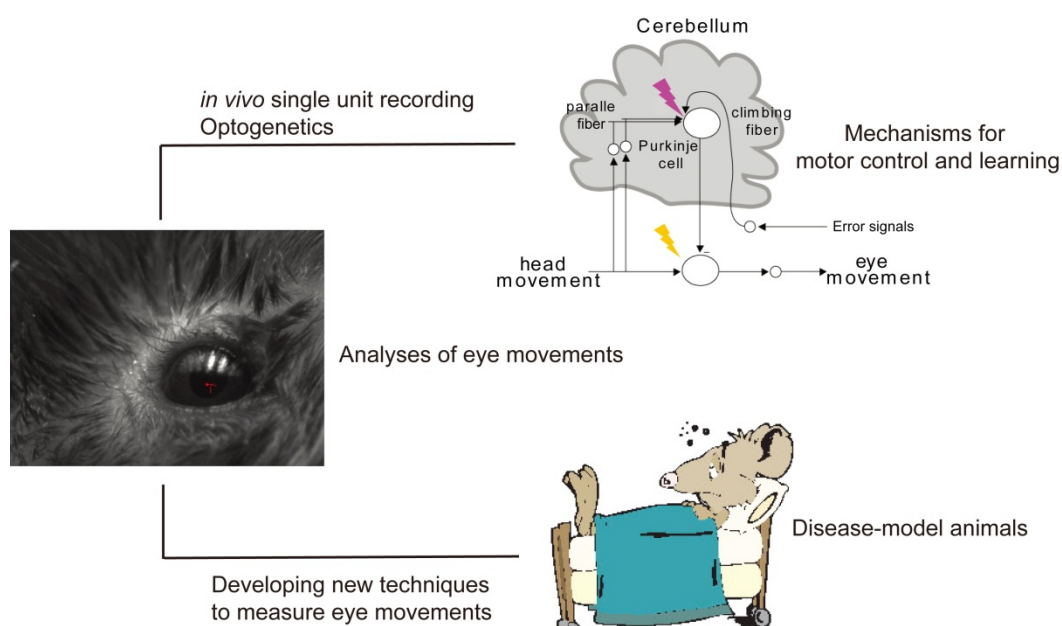 Cerebellum
in vivo single unit recording
Optogenetics
paralle
fiber
climbing
fiber
Purkinje
cell
Mechanisms for
motor control and learning
Error signals
head
movement
−
eye
movement
Analyses of eye movements
Disease-model animals
Developing new techniques
to measure eye movements